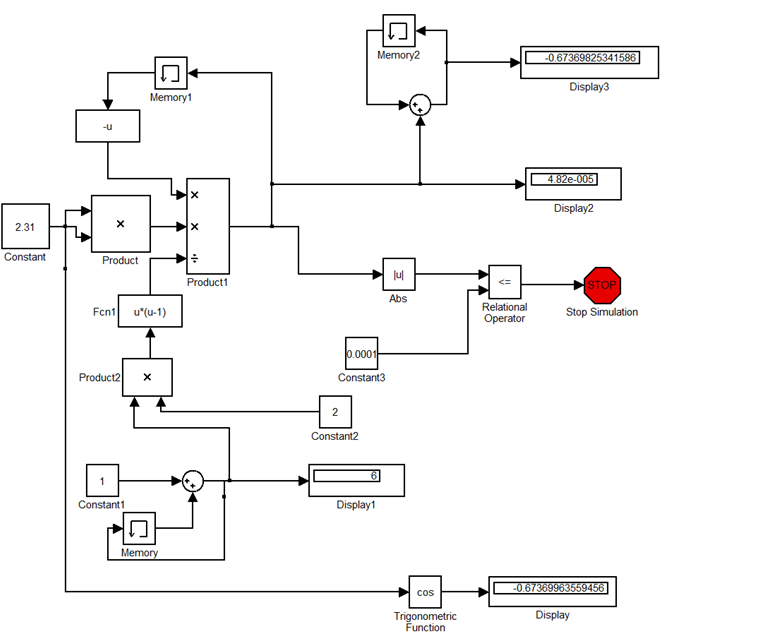 Memory2
-0.67369825341586
Display3
Memory1
-u
4.82e-005
Display2
2.31
Constant
×
Product
×
×
÷
Product1
|u|
Abs
<=
Relational
Operator
STOP
Stop Simulation
Fcn1
u*(u-1)
0.0001
Constant3
Product2
×
2
Constant2
1
Constant1
+
+
6
Display1
Memory
+
+
cos
Trigonometric
Function
-0.67369963559456
Display